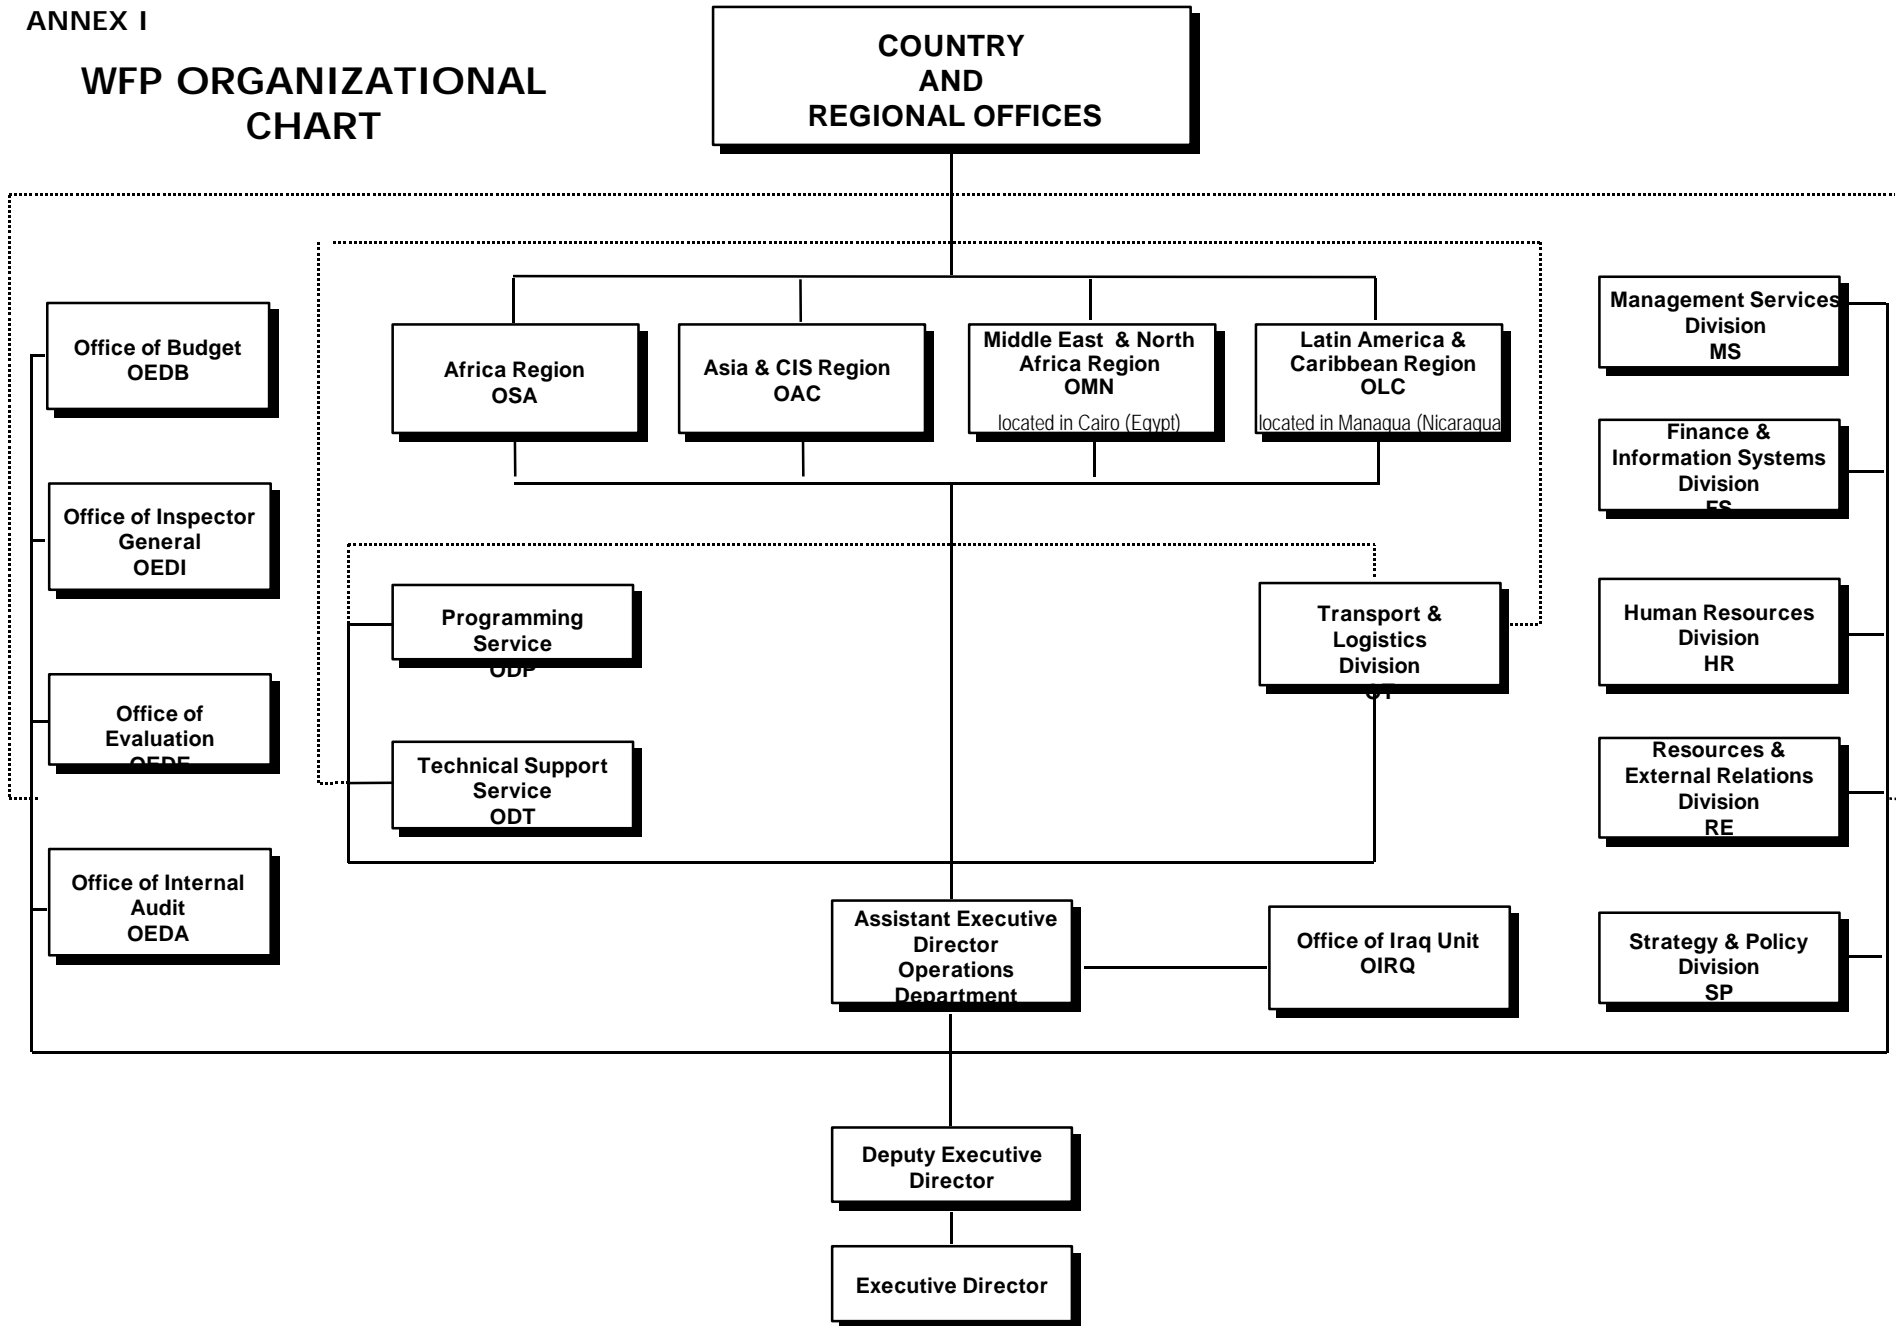 ANNEX I
WFP ORGANIZATIONAL
CHART
COUNTRY
AND
REGIONAL OFFICES
Office of Budget
OEDB
Africa Region
OSA
Asia & CIS Region
OAC
Middle East & North
Africa Region
OMN
located in Cairo (Egypt)
Latin America &
Caribbean Region
OLC
located in Managua (Nicaragua
Management Services
Division
MS
Finance &
Information Systems
Division
FS
Office of Inspector
General
OEDI
Programming
Service
ODP
Transport &
Logistics
Division
OT
Human Resources
Division
HR
Office of
Evaluation
OEDE
Technical Support
Service
ODT
Resources &
External Relations
Division
RE
Office of Internal
Audit
OEDA
Assistant Executive
Director
Operations
Department
Office of Iraq Unit
OIRQ
Strategy & Policy
Division
SP
Deputy Executive
Director
Executive Director